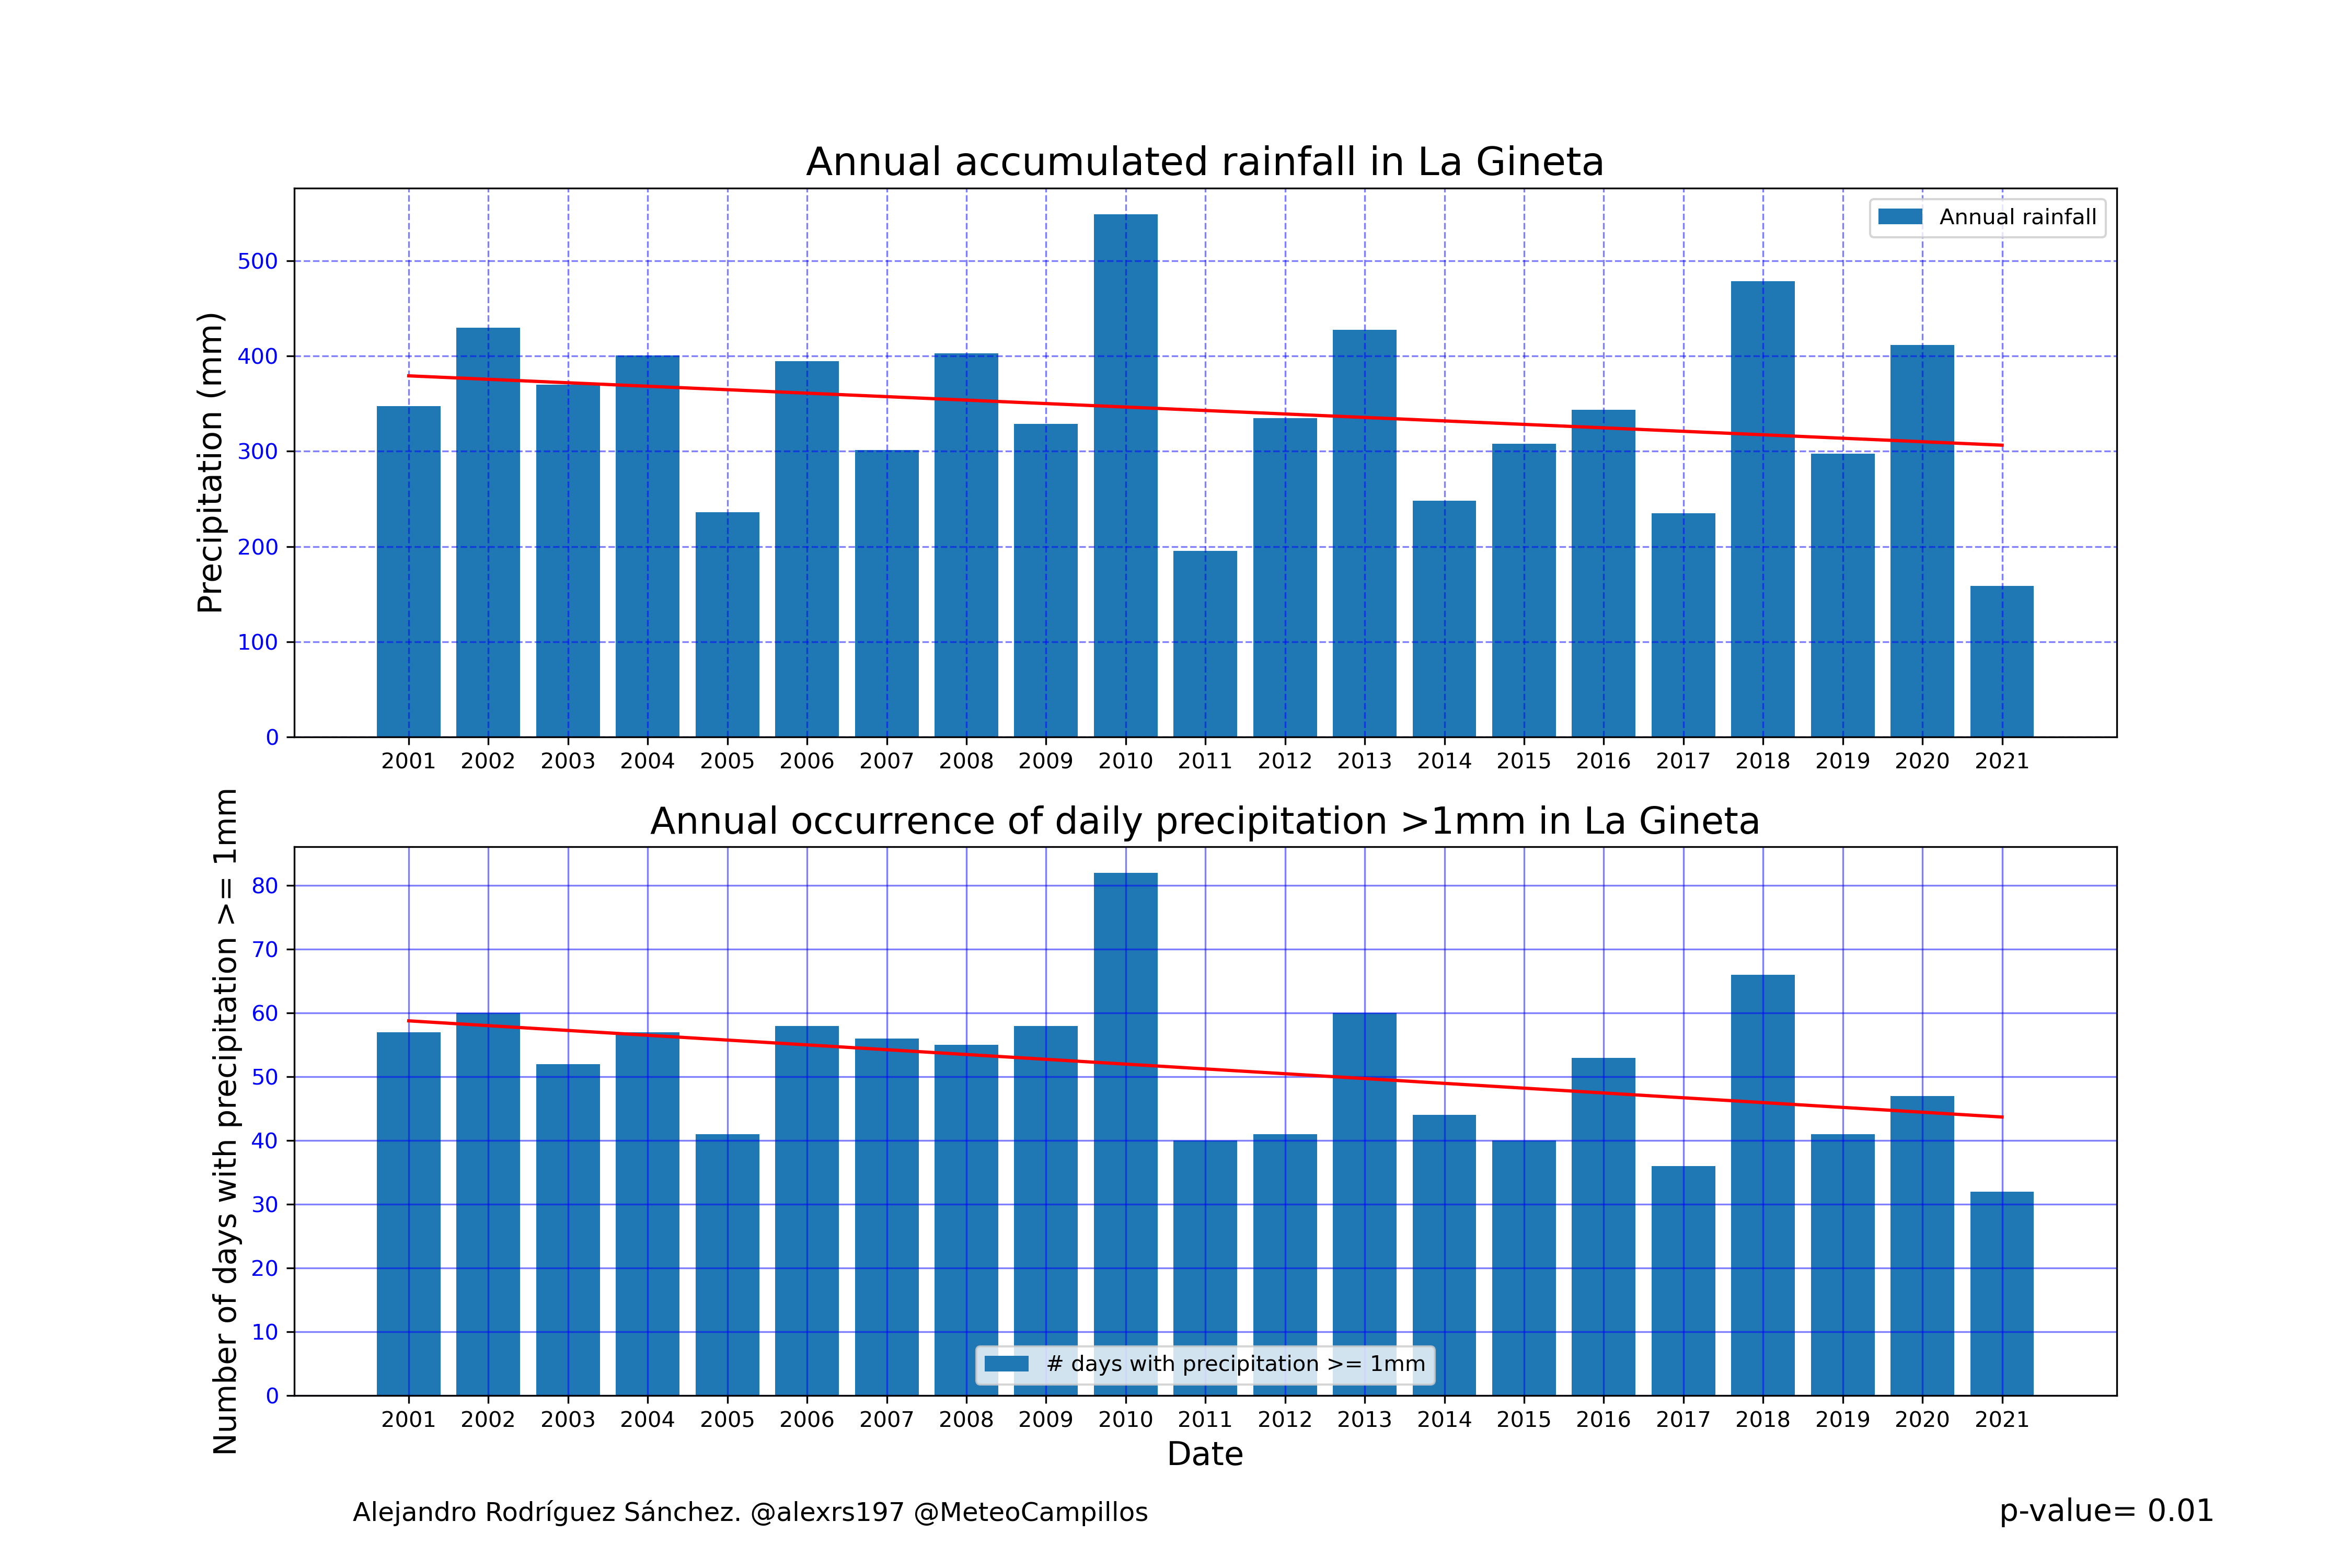 Annual accumulated rainfall in La Gineta
Annual rainfall
Precipitation (mm)
500
400
300
200
100
0
2001 2002 2003 2004 2005 2006 2007 2008 2009 2010 2011 2012 2013 2014 2015 2016 2017 2018 2019 2020 2021
Annual occurrence of daily precipitation >1mm in La Gineta
Number of days with precipitation >= 1mm
80
70
60
50
40
30
20
10
0
# days with precipitation >= 1mm
2001 2002 2003 2004 2005 2006 2007 2008 2009 2010 2011 2012 2013 2014 2015 2016 2017 2018 2019 2020 2021
Date
Alejandro Rodríguez Sánchez. @alexrs197 @MeteoCampillos
p-value= 0.01